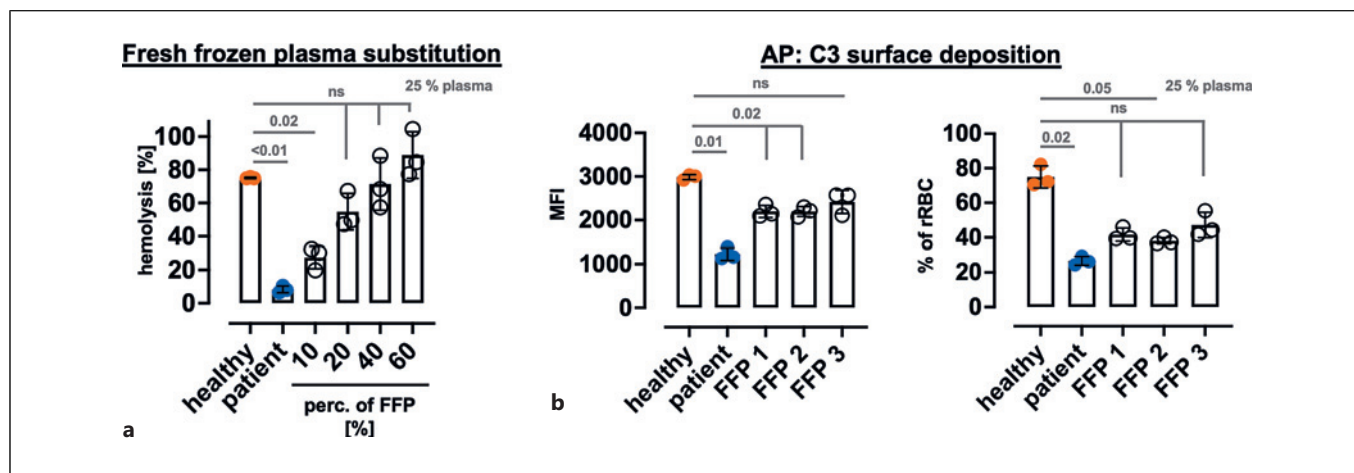 Fresh frozen plasma substitution
25 % plasma
ns
0.02
<0.01
hemolysis [%]
100
80
60
40
20
0
healthy
patient
10
20
40
60
perc. of FFP
[%]
a
AP: C3 surface deposition
ns
0.02
0.01
MFI
4000
3000
2000
1000
0
healthy
patient
FFP 1
FFP 2
FFP 3
b
25 % plasma
0.05
ns
0.02
% of rRBC
100
80
60
40
20
0
healthy
patient
FFP 1
FFP 2
FFP 3